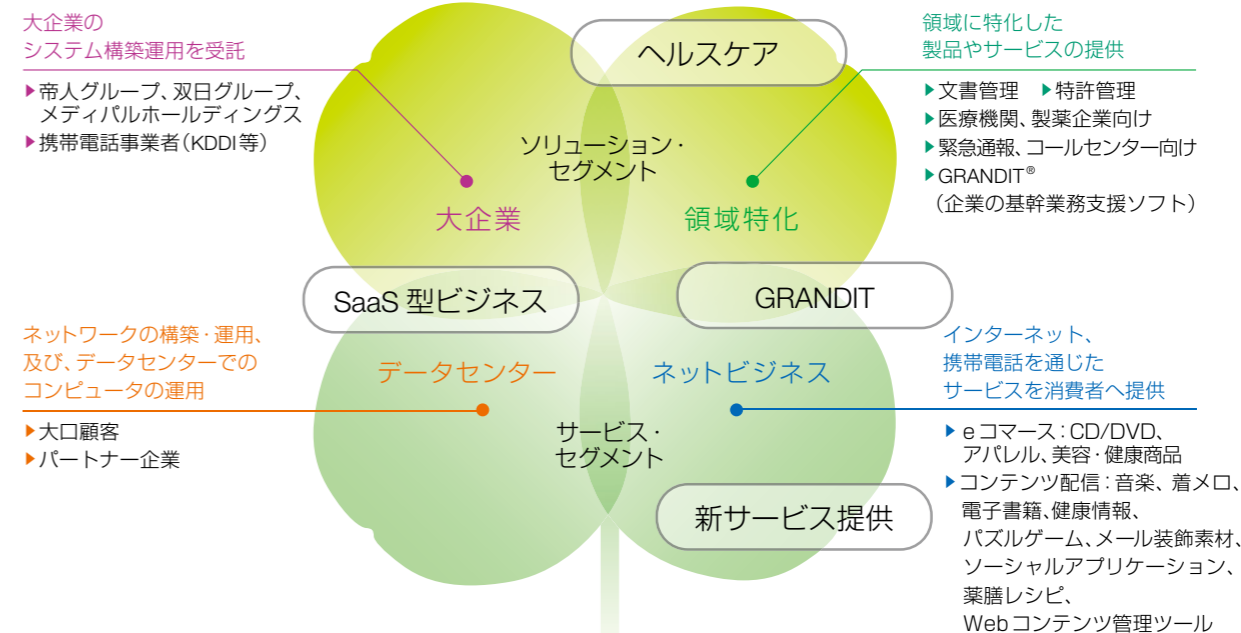 大企業の
システム構築運用を受託
▶帝人グループ、双日グループ、
メディパルホールディングス
▶携帯電話事業者(KDDI等)
ヘルスケア
ソリューション・
セグメント
大企業
領域特化
領域に特化した
製品やサービスの提供
▶文書管理 ▶特許管理
▶医療機関、製薬企業向け
▶緊急通報、コールセンター向け
▶GRANDIT®
(企業の基幹業務支援ソフト)
SaaS 型ビジネス
GRANDIT
ネットワークの構築・運用、
及び、データセンターでの
コンピュータの運用
▶大口顧客
▶パートナー企業
データセンター
ネットビジネス
サービス・
セグメント
新サービス提供
インターネット、
携帯電話を通じた
サービスを消費者へ提供
▶eコマース:CD/DVD、
アパレル、美容・健康商品
▶コンテンツ配信:音楽、着メロ、
電子書籍、健康情報、
パズルゲーム、メール装飾素材、
ソーシャルアプリケーション、
薬膳レシピ、
Webコンテンツ管理ツール